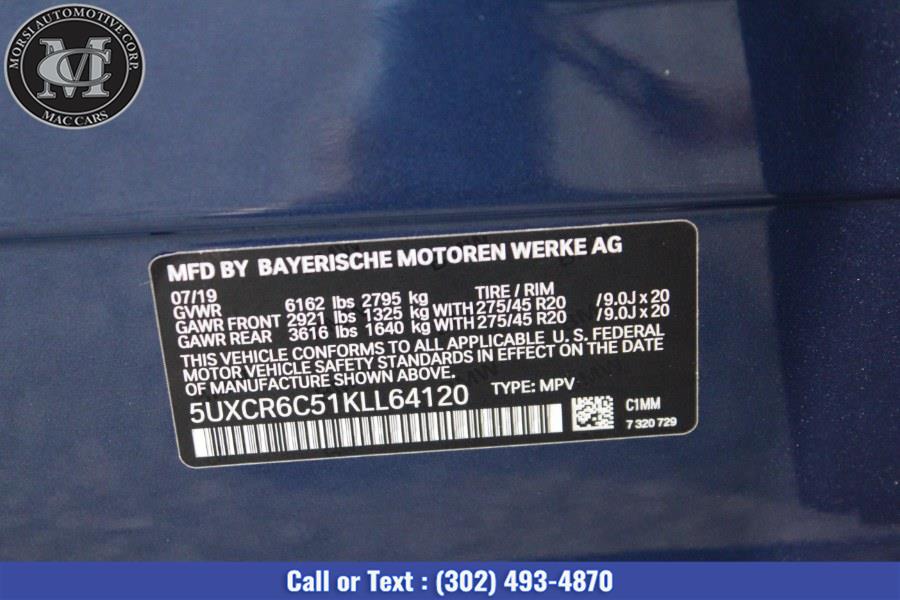 MORSI AUTOMOTIVE CORP.
MC
MAC CARS
MFD BY BAYERISCHE MOTOREN WERKE AG
07/19 TIRE / RIM
GVWR 6162 lbs 2795 kg
GAWR FRONT 2921 lbs 1325 kg WITH 275/45 R20 /9.0J x 20
GAWR REAR 3616 lbs 1640 kg WITH 275/45 R20 /9.0J x 20
THIS VEHICLE CONFORMS TO ALL APPLICABLE U. S. FEDERAL
MOTOR VEHICLE SAFETY STANDARDS IN EFFECT ON THE DATE
OF MANUFACTURE SHOWN ABOVE.
5UXCR6C51KLL64120 TYPE: MPV
C1MM
7 320 729
Call or Text : (302) 493-4870